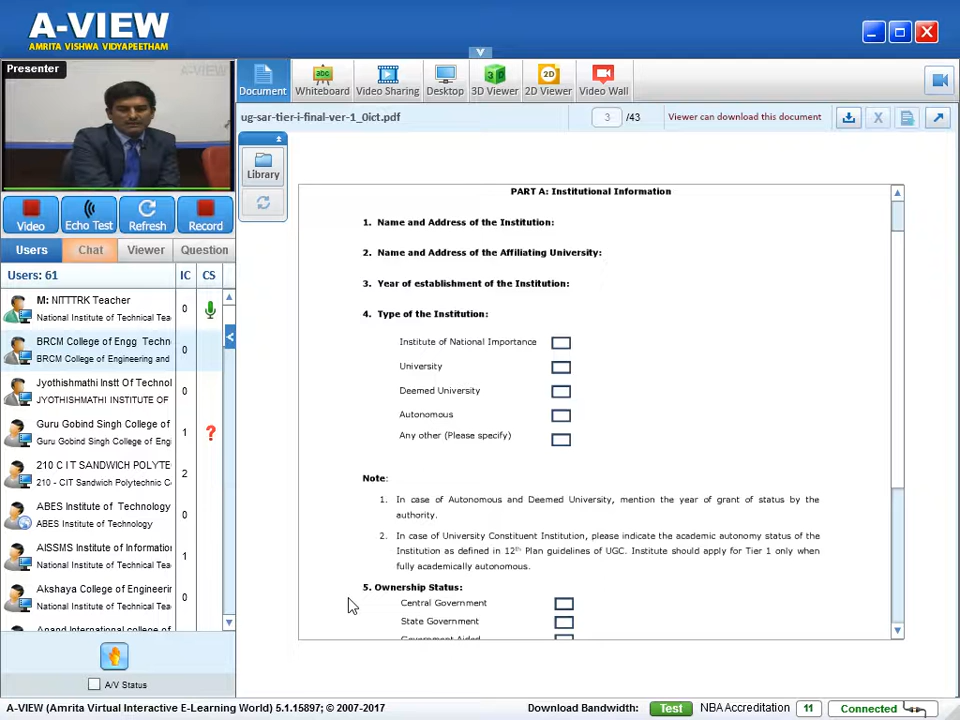 A-VIEW
AMRITA VISHWA VIDYAPEETHAM
Presenter
A-VIEW
Document
abc
Whiteboard
Video Sharing
Desktop
3D
3D Viewer
2D
2D Viewer
Video Wall
ug-sar-tier-i-final-ver-1_0ict.pdf
3 /43
Viewer can download this document
Library
Video
Echo Test
Refresh
Record
Users
Chat
Viewer
Question
Users: 61
IC
CS
M: NITTTRK Teacher
National Institute of Technical Tea
0
BRCM College of Engg Techn
BRCM College of Engineering and
0
Jyothishmathi Instt Of Technol
JYOTHISHMATHI INSTITUTE OF
0
Guru Gobind Singh College of
Guru Gobind Singh College of Eng
1
?
210 C I T SANDWICH POLYTE
210 - CIT Sandwich Polytechnic C
2
ABES Institute of Technology
ABES Institute of Technology
0
AISSMS Institute of Informatio
National Institute of Technical Tea
1
Akshaya College of Engineerin
National Institute of Technical Tea
0
Anand International college of
A/V Status
PART A: Institutional Information
1. Name and Address of the Institution:
2. Name and Address of the Affiliating University:
3. Year of establishment of the Institution:
4. Type of the Institution:
Institute of National Importance
University
Deemed University
Autonomous
Any other (Please specify)
Note:
1. In case of Autonomous and Deemed University, mention the year of grant of status by the
authority.
2. In case of University Constituent Institution, please indicate the academic autonomy status of the
Institution as defined in 12th Plan guidelines of UGC. Institute should apply for Tier 1 only when
fully academically autonomous.
5. Ownership Status:
Central Government
State Government
Government Aided
A-VIEW (Amrita Virtual Interactive E-Learning World) 5.1.15897; © 2007-2017
Download Bandwidth:
Test
NBA Accreditation
11
Connected